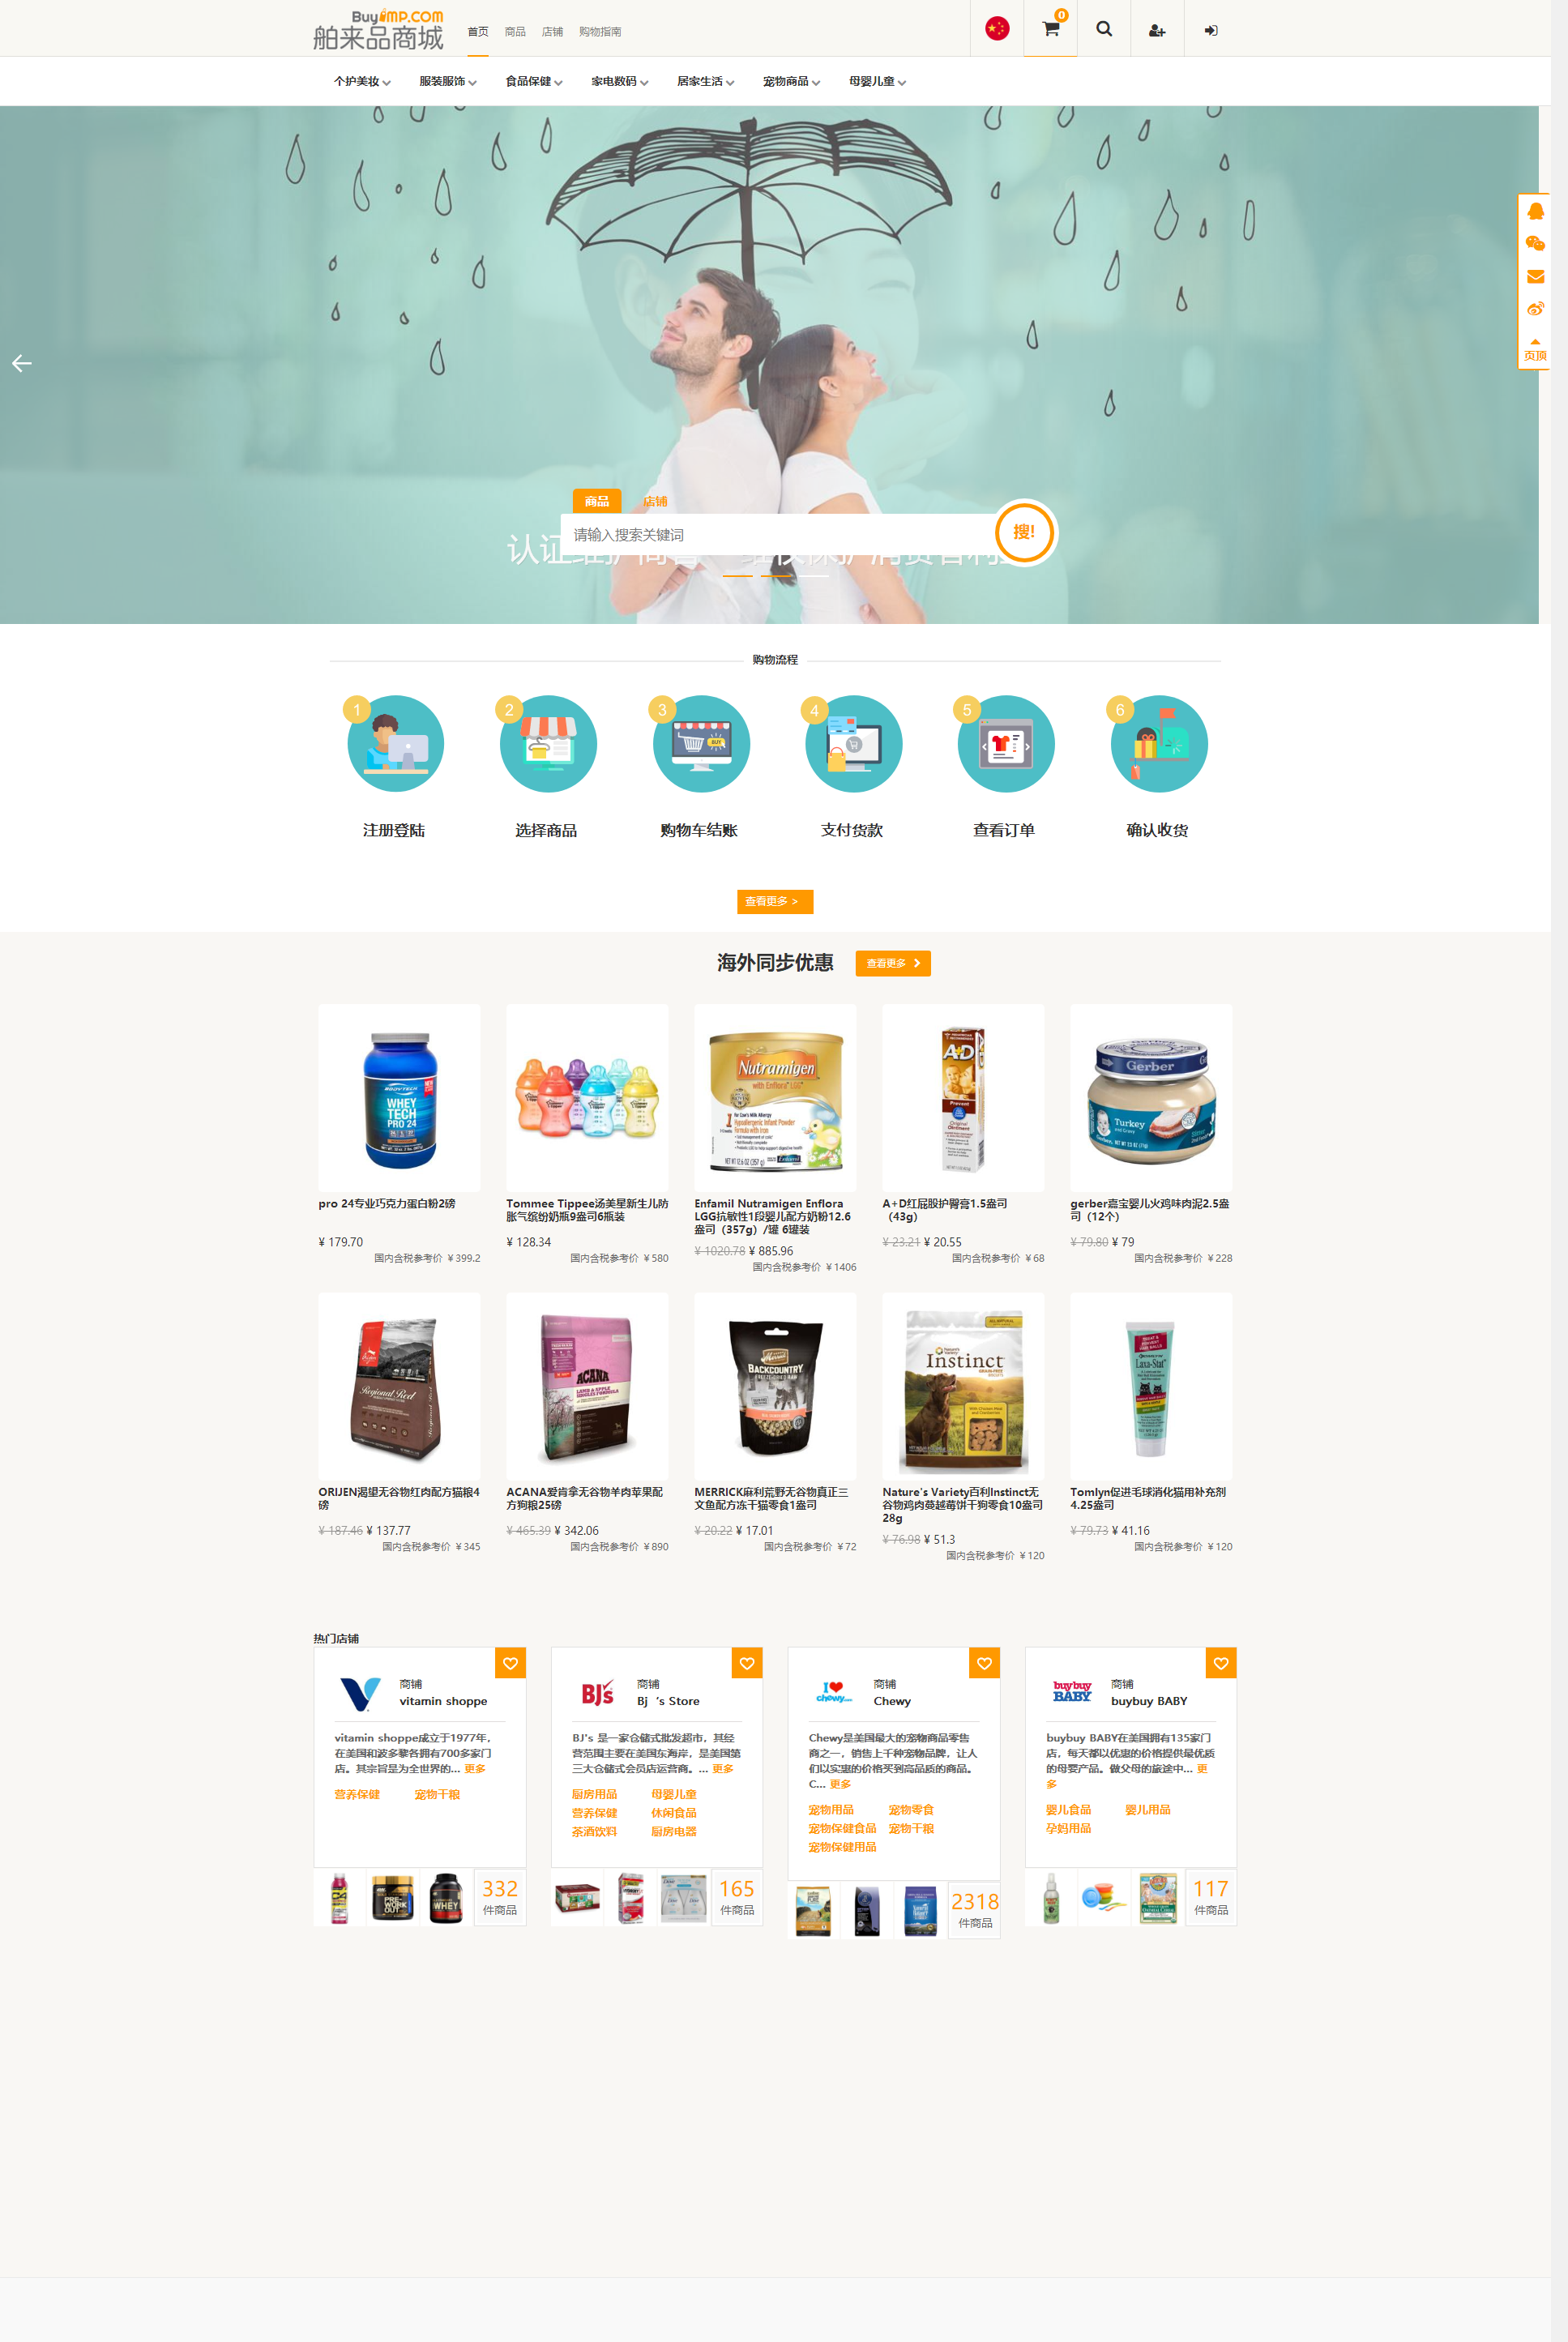 BuyiMP.COM
舶来品商城
首页
商品
店铺
购物指南
0
个护美妆
服装服饰
食品保健
家电数码
居家生活
宠物商品
母婴儿童
页顶
商品
店铺
请输入搜索关键词
搜!
购物流程
1
2
3
4
5
6
注册登陆
选择商品
购物车结账
支付货款
查看订单
确认收货
查看更多 >
海外同步优惠
查看更多
BODYTECH
WHEY
TECH
PRO 24
Nutramigen
with Enflora LGG
A+D
Prevent
Original
Ointment
Gerber
Turkey
and Gravy
pro 24专业巧克力蛋白粉2磅
¥ 179.70
国内含税参考价 ¥399.2
Tommee Tippee汤美星新生儿防
胀气缤纷奶瓶9盎司6瓶装
¥ 128.34
国内含税参考价 ¥580
Enfamil Nutramigen Enflora
LGG抗敏性1段婴儿配方奶粉12.6
盎司（357g）/罐 6罐装
¥ 1020.78 ¥ 885.96
国内含税参考价 ¥1406
A+D红屁股护臀膏1.5盎司
（43g）
¥ 23.21 ¥ 20.55
国内含税参考价 ¥68
gerber嘉宝婴儿火鸡味肉泥2.5盎
司（12个）
¥ 79.80 ¥ 79
国内含税参考价 ¥228
Regional Red
ACANA
LAMB & APPLE
Merrick
BACKCOUNTRY
Nature's Variety
Instinct
Laxa-Stat
ORIJEN渴望无谷物红肉配方猫粮4
磅
¥ 187.46 ¥ 137.77
国内含税参考价 ¥345
ACANA爱肯拿无谷物羊肉苹果配
方狗粮25磅
¥ 465.39 ¥ 342.06
国内含税参考价 ¥890
MERRICK麻利荒野无谷物真正三
文鱼配方冻干猫零食1盎司
¥ 20.22 ¥ 17.01
国内含税参考价 ¥72
Nature's Variety百利Instinct无
谷物鸡肉蔓越莓饼干狗零食10盎司
28g
¥ 76.98 ¥ 51.3
国内含税参考价 ¥120
Tomlyn促进毛球消化猫用补充剂
4.25盎司
¥ 79.73 ¥ 41.16
国内含税参考价 ¥120
热门店铺
商铺
vitamin shoppe
vitamin shoppe成立于1977年，
在美国和波多黎各拥有700多家门
店。其宗旨是为全世界的... 更多
营养保健
宠物干粮
332
件商品
BJ's
商铺
Bj‘s Store
BJ's 是一家仓储式批发超市，其经
营范围主要在美国东海岸，是美国第
三大仓储式会员店运营商。... 更多
厨房用品
母婴儿童
营养保健
休闲食品
茶酒饮料
厨房电器
165
件商品
I
chewy.com
商铺
Chewy
Chewy是美国最大的宠物商品零售
商之一，销售上千种宠物品牌，让人
们以实惠的价格买到高品质的商品。
C... 更多
宠物用品
宠物零食
宠物保健食品
宠物干粮
宠物保健用品
2318
件商品
buybuy
BABY
商铺
buybuy BABY
buybuy BABY在美国拥有135家门
店，每天都以优惠的价格提供最优质
的母婴产品。做父母的旅途中... 更
多
婴儿食品
婴儿用品
孕妈用品
117
件商品